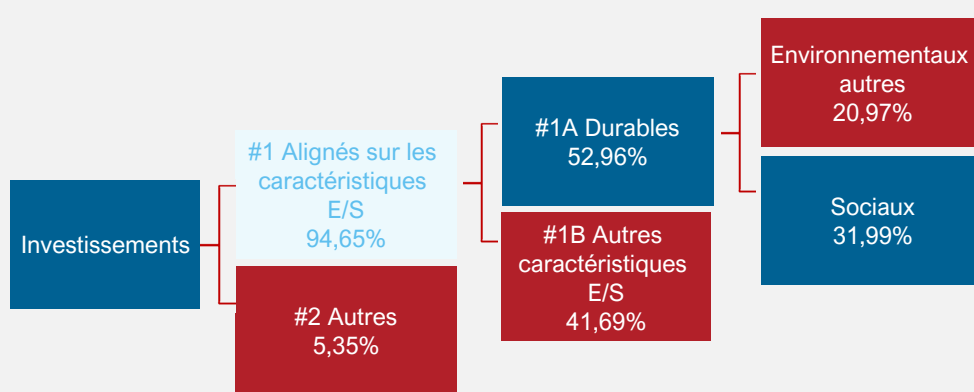 Investissements
#1 Alignés sur les
caractéristiques
E/S
94,65%
#2 Autres
5,35%
#1A Durables
52,96%
#1B Autres
caractéristiques
E/S
41,69%
Environnementaux
autres
20,97%
Sociaux
31,99%